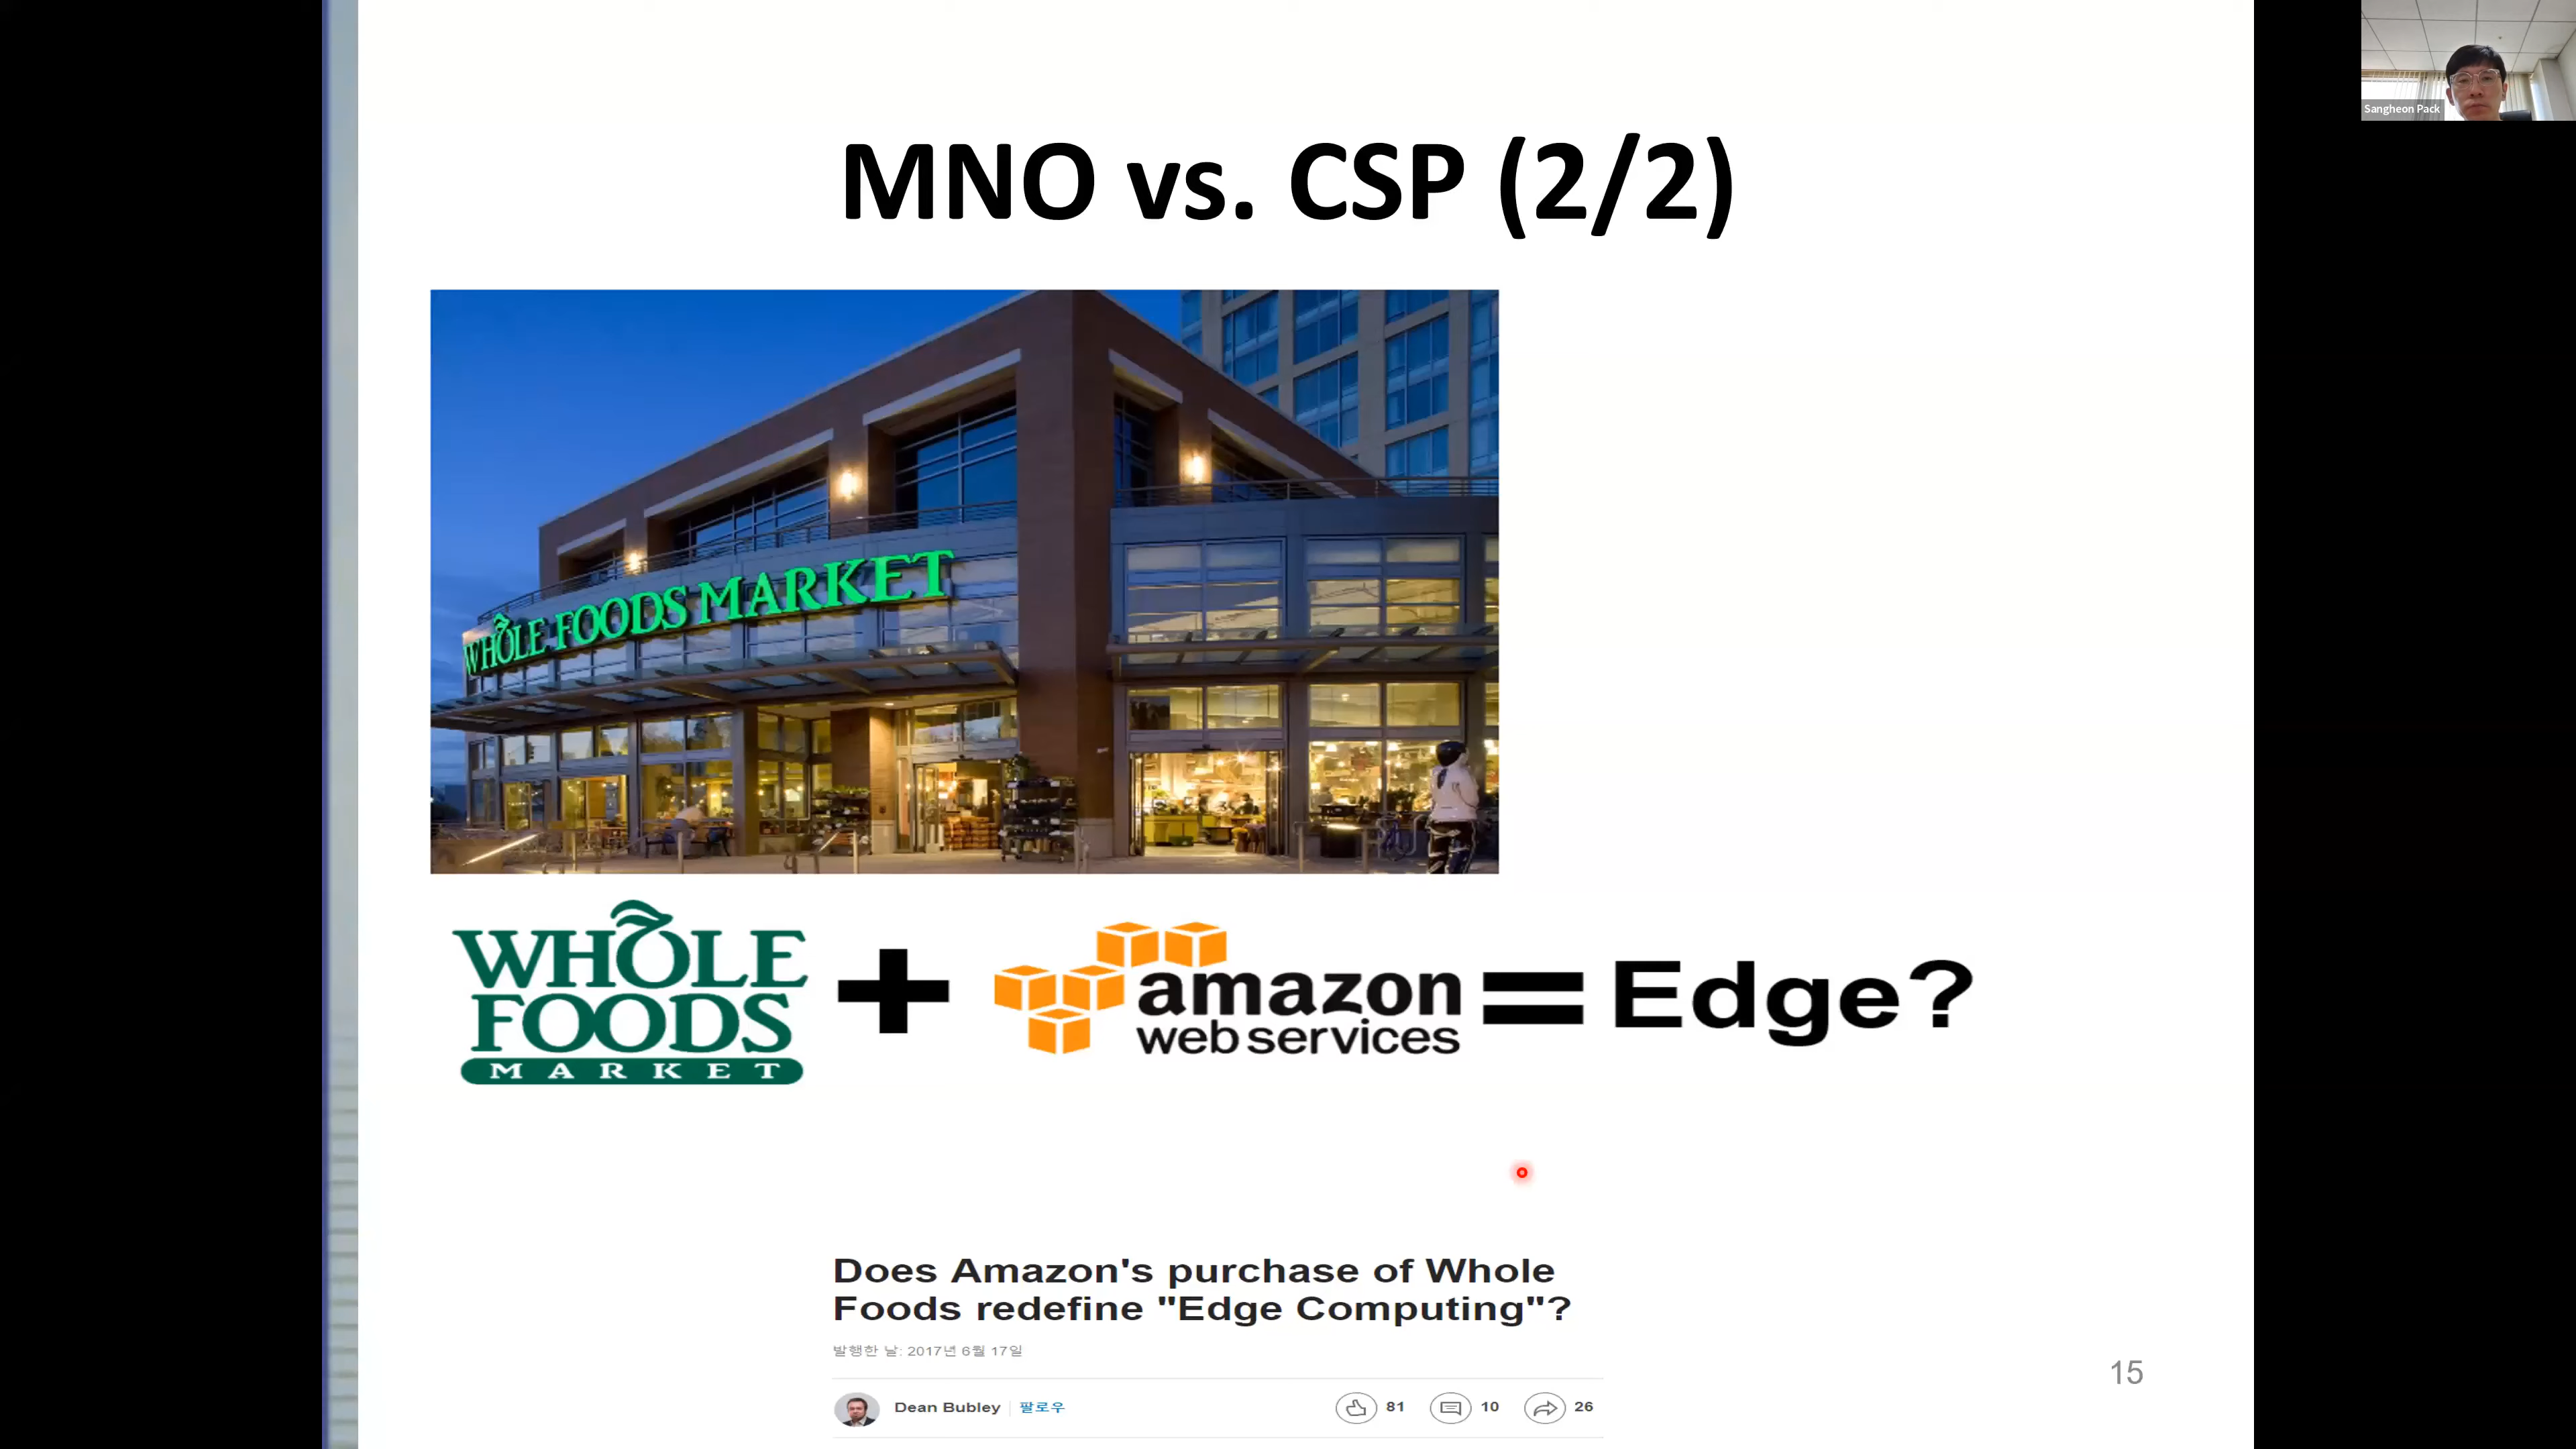 Sangheon Pack
MNO vs. CSP (2/2)
WHOLE FOODS MARKET
WHOLE
FOODS
MARKET
+
amazon
web services
= Edge?
Does Amazon's purchase of Whole
Foods redefine "Edge Computing"?
발행한 날: 2017년 6월 17일
Dean Bubley
팔로우
81
10
26
15